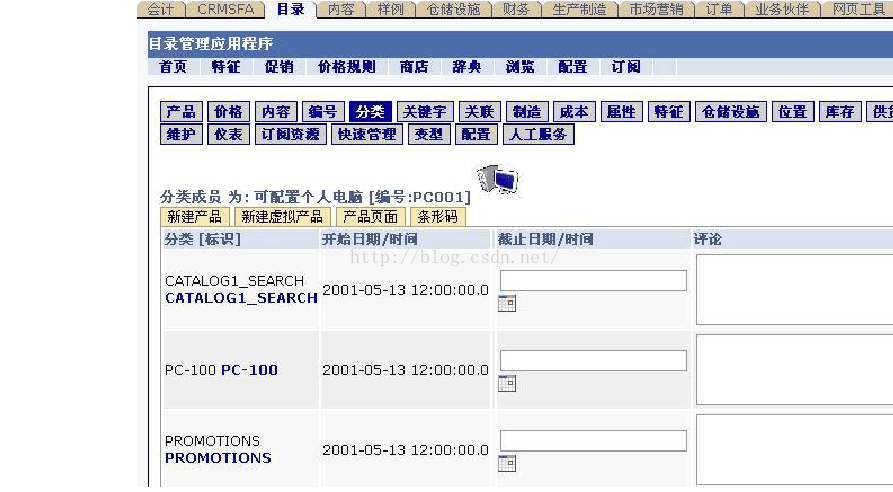 会计 CRMSFA 目录 内容 样例 仓储设施 财务 生产制造 市场营销 订单 业务伙伴 网页工具
目录管理应用程序
首页 特征 促销 价格规则 商店 辞典 浏览 配置 订阅
产品 价格 内容 编号 分类 关键字 关联 制造 成本 属性 特征 仓储设施 位置 库存 供
维护 仪表 订阅资源 快速管理 变型 配置 人工服务
分类成员 为: 可配置个人电脑 [编号:PC001]
新建产品 新建虚拟产品 产品页面 条形码
分类 [标识] 开始日期/时间 截止日期/时间 评论
http://blog.csdn.net/
CATALOG1_SEARCH
CATALOG1_SEARCH 2001-05-13 12:00:00.0
PC-100 PC-100 2001-05-13 12:00:00.0
PROMOTIONS
PROMOTIONS 2001-05-13 12:00:00.0